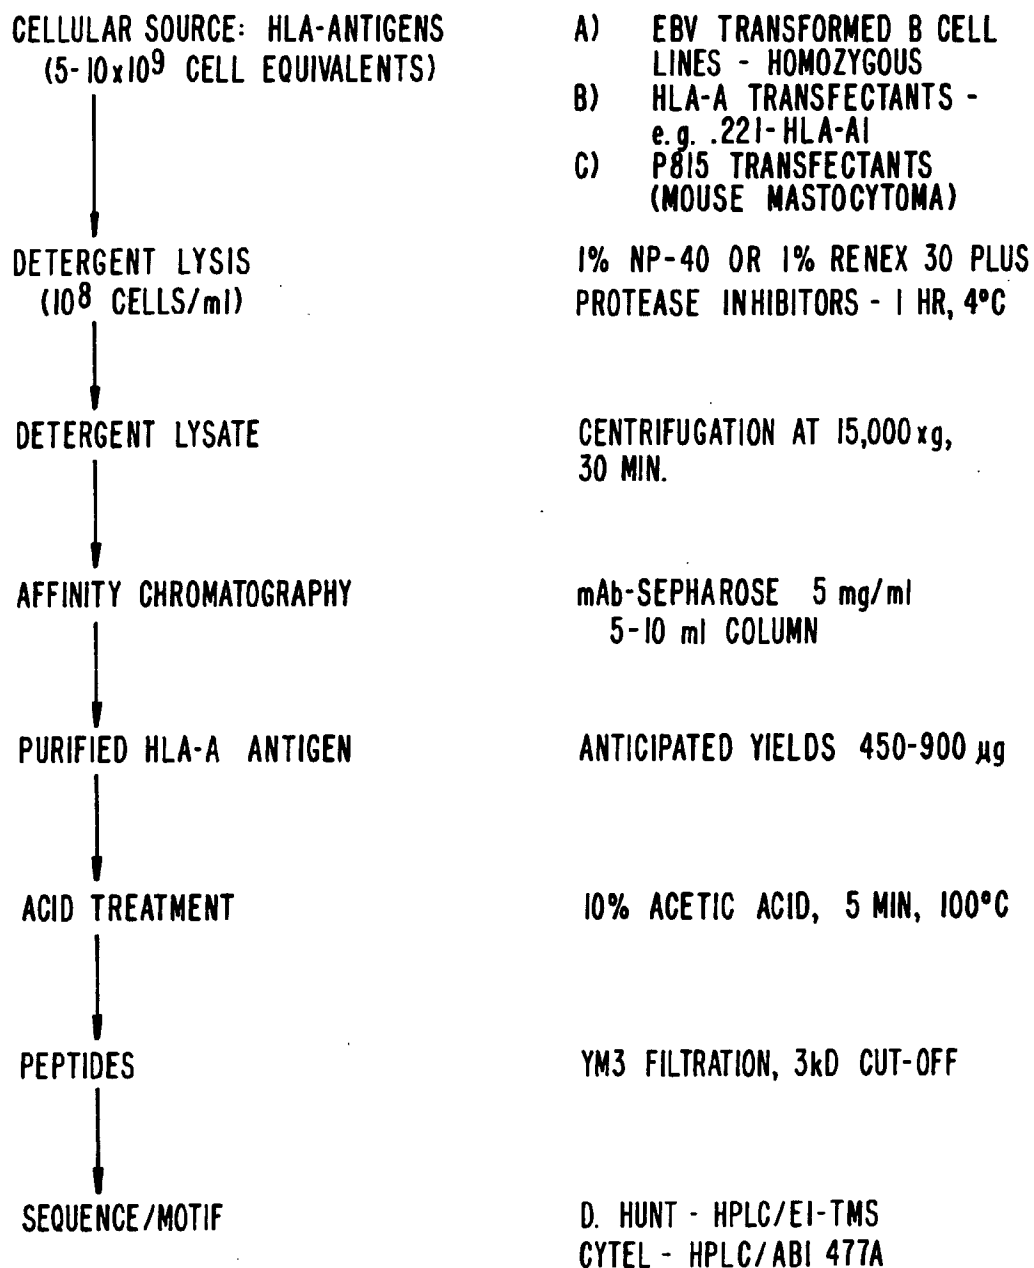 CELLULAR SOURCE: HLA-ANTIGENS
(5-10x10⁹ CELL EQUIVALENTS)
A) EBV TRANSFORMED B CELL
LINES - HOMOZYGOUS
B) HLA-A TRANSFECTANTS -
e.g. .221-HLA-A1
C) P815 TRANSFECTANTS
(MOUSE MASTOCYTOMA)
DETERGENT LYSIS
(10⁸ CELLS/ml)
1% NP-40 OR 1% RENEX 30 PLUS
PROTEASE INHIBITORS - 1 HR, 4°C
DETERGENT LYSATE
CENTRIFUGATION AT 15,000xg,
30 MIN.
AFFINITY CHROMATOGRAPHY
mAb-SEPHAROSE 5 mg/ml
5-10 ml COLUMN
PURIFIED HLA-A ANTIGEN
ANTICIPATED YIELDS 450-900 µg
ACID TREATMENT
10% ACETIC ACID, 5 MIN, 100°C
PEPTIDES
YM3 FILTRATION, 3kD CUT-OFF
SEQUENCE/MOTIF
D. HUNT - HPLC/EI-TMS
CYTEL - HPLC/ABI 477A